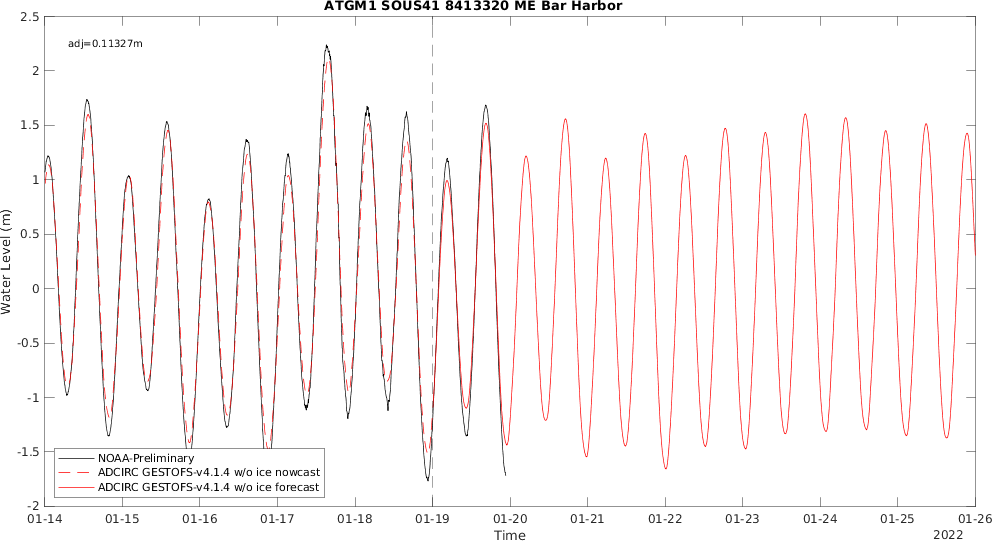 ATGM1 SOUS41 8413320 ME Bar Harbor
adj=0.11327m
2.5
2
1.5
1
0.5
0
-0.5
-1
-1.5
-2
Water Level (m)
NOAA-Preliminary
ADCIRC GESTOFS-v4.1.4 w/o ice nowcast
ADCIRC GESTOFS-v4.1.4 w/o ice forecast
01-14 01-15 01-16 01-17 01-18 01-19 01-20 01-21 01-22 01-23 01-24 01-25 01-26
Time
2022